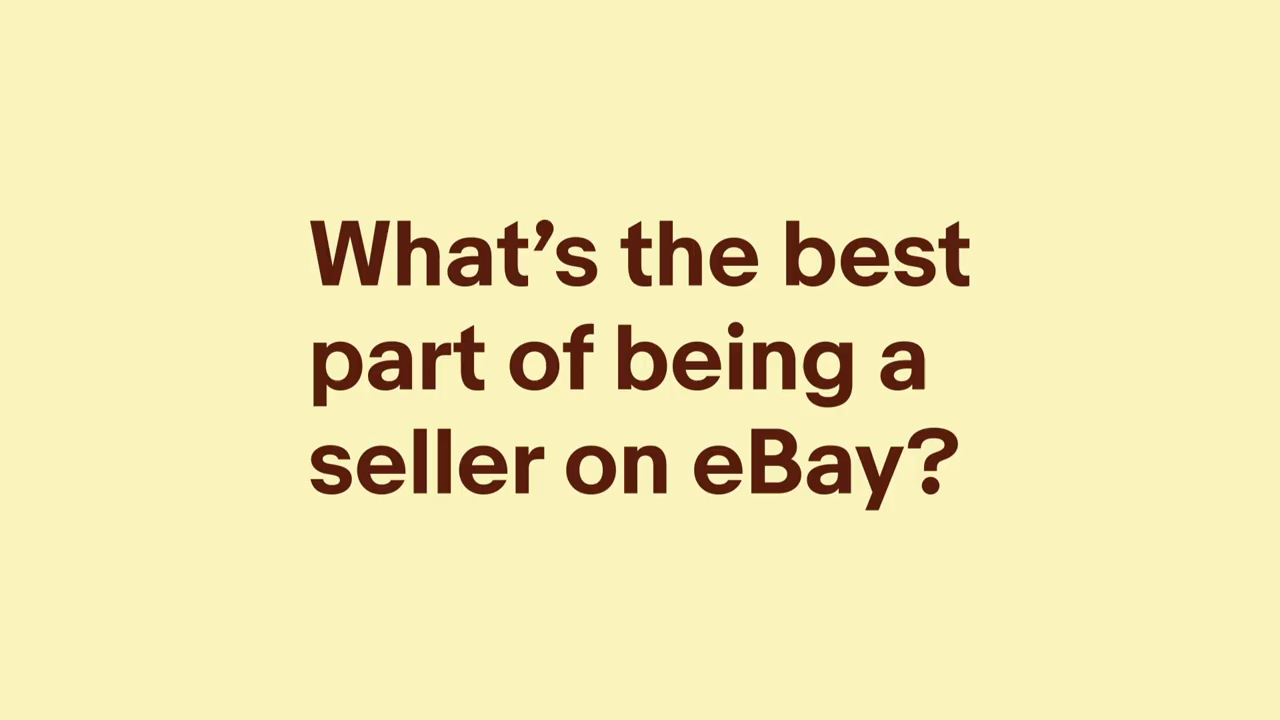 What’s the best
part of being a
seller on eBay?